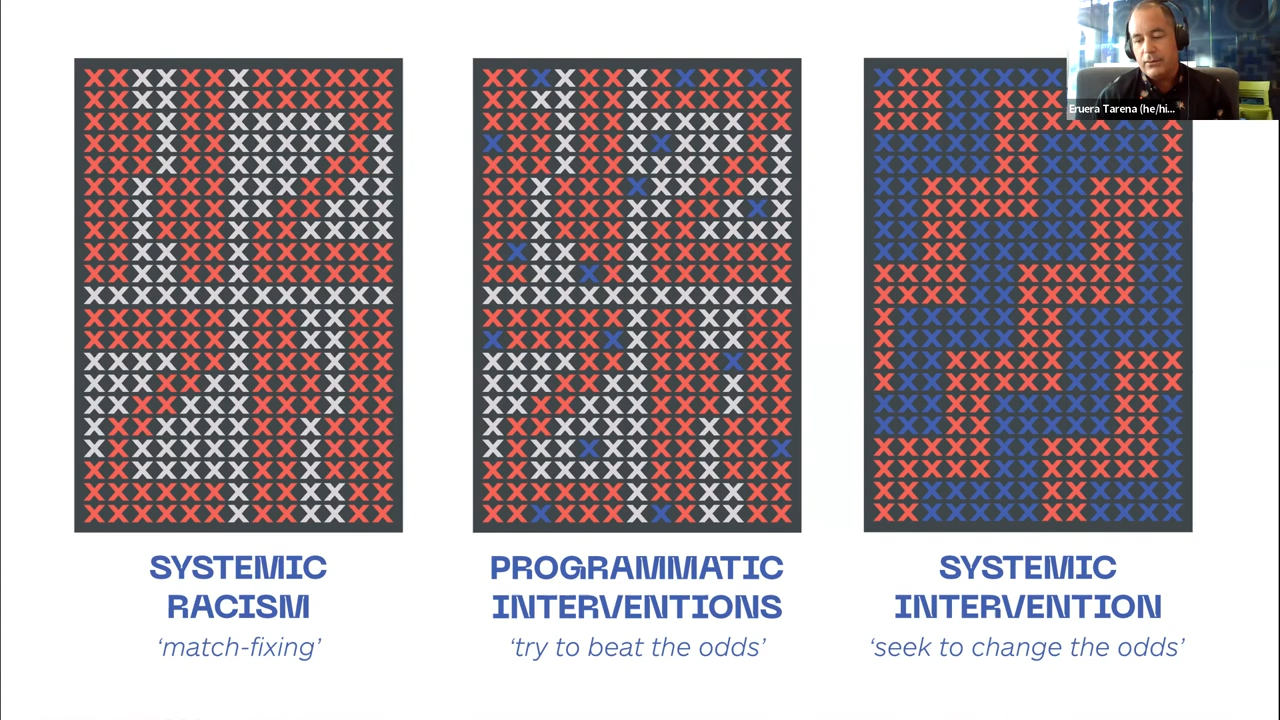 Eruera Tarena (he/hi...
SYSTEMIC
RACISM
‘match-fixing’
PROGRAMMATIC
INTERVENTIONS
‘try to beat the odds’
SYSTEMIC
INTERVENTION
‘seek to change the odds’